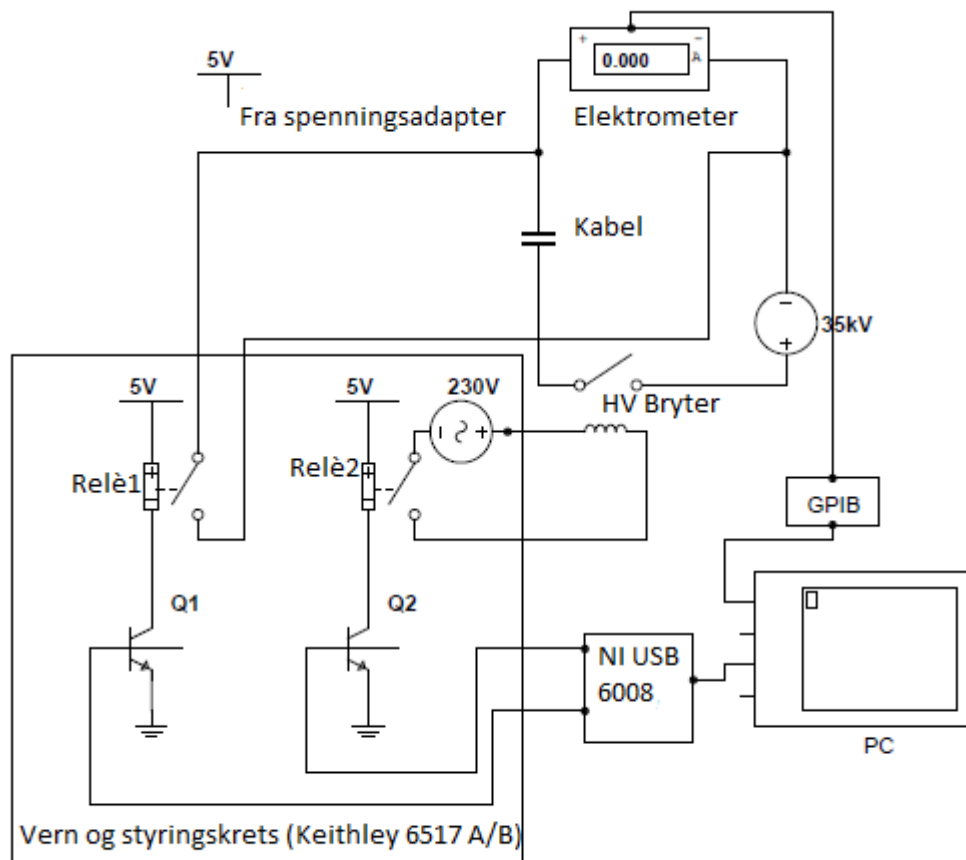 5V
Fra spenningsadapter
+ −
0.000 A
Elektrometer
Kabel
−
35kV
+
HV Bryter
5V
5V
230V
Relè1
Relè2
GPIB
Q1
Q2
NI USB
6008
PC
Vern og styringskrets (Keithley 6517 A/B)